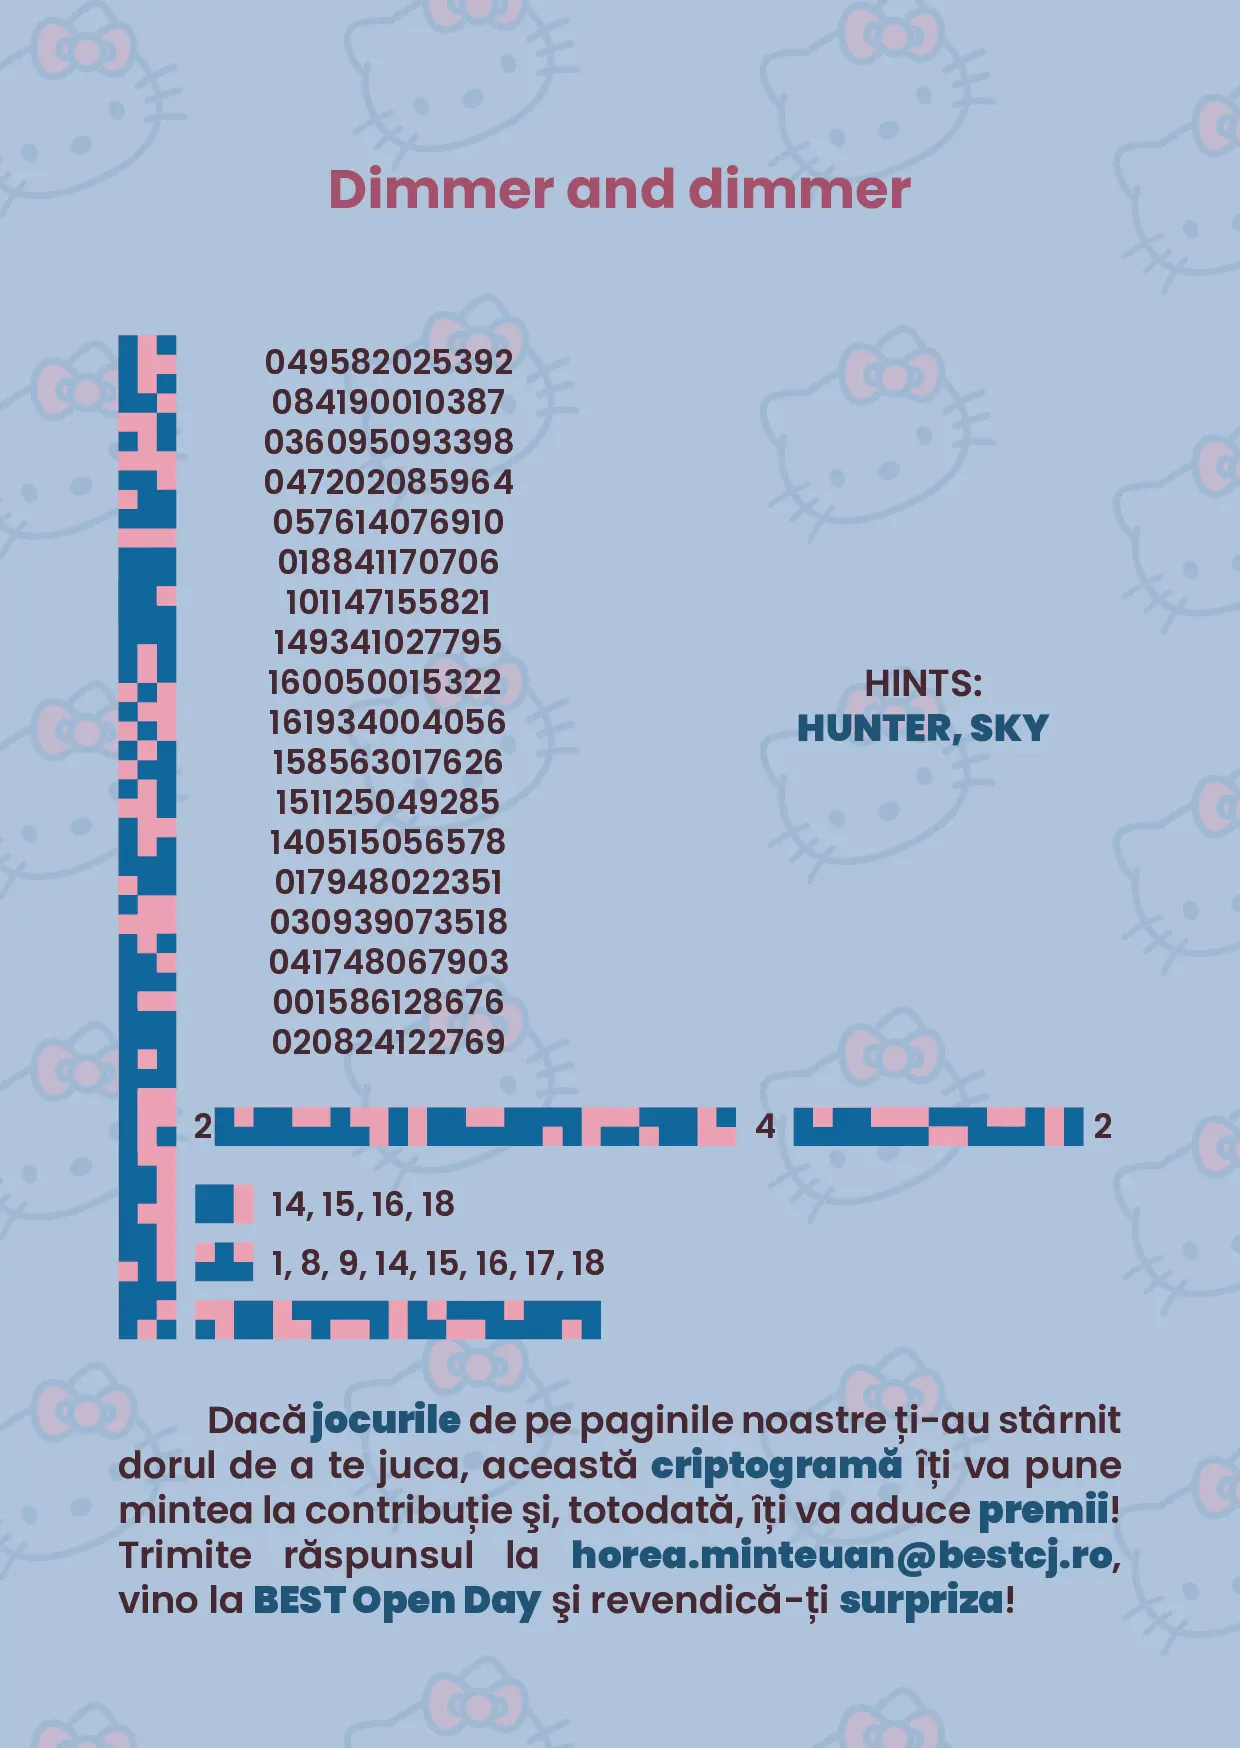 Dimmer and dimmer
049582025392
084190010387
036095093398
047202085964
057614076910
018841170706
101147155821
149341027795
160050015322
161934004056
158563017626
151125049285
140515056578
017948022351
030939073518
041748067903
001586128676
020824122769
HINTS:
HUNTER, SKY
2 4 2
14, 15, 16, 18
1, 8, 9, 14, 15, 16, 17, 18
Dacă jocurile de pe paginile noastre ți-au stârnit
dorul de a te juca, această criptogramă îți va pune
mintea la contribuție şi, totodată, îți va aduce premii!
Trimite răspunsul la horea.minteuan@bestcj.ro,
vino la BEST Open Day şi revendică-ți surpriza!